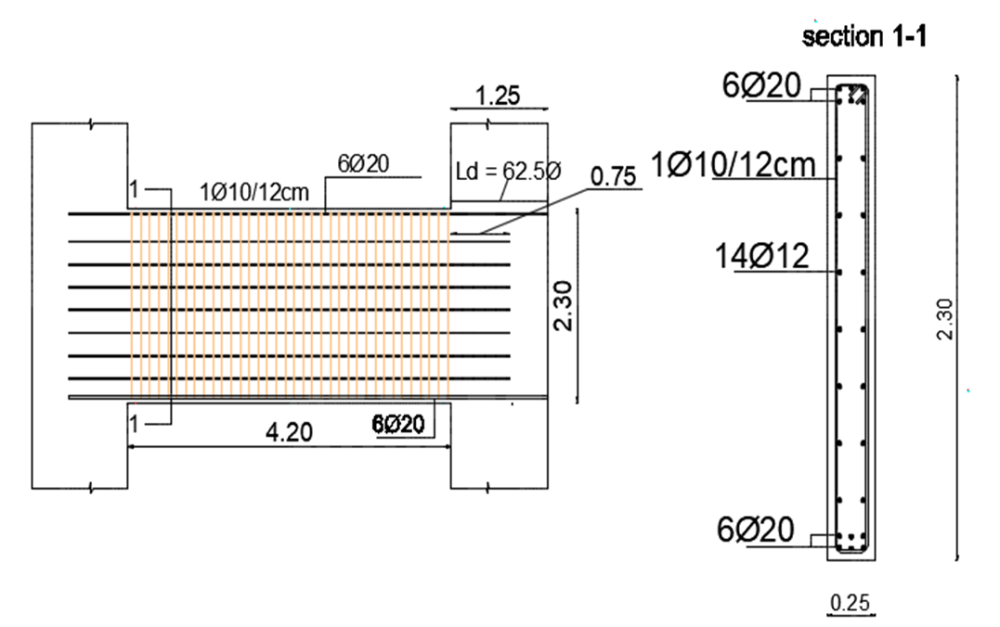 section 1-1
6Ø20
1.25
6Ø20
Ld = 62.5Ø
0.75
1Ø10/12cm
1
1Ø10/12cm
14Ø12
2.30
2.30
1
4.20
6Ø20
6Ø20
0.25